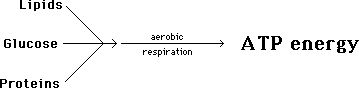 Lipids
Glucose
Proteins
aerobic
respiration
ATP energy